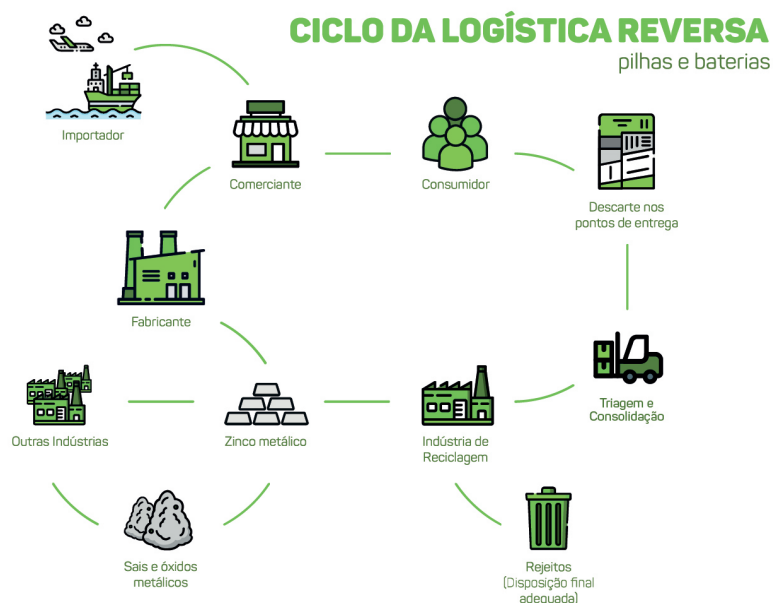 CICLO DA LOGÍSTICA REVERSA
pilhas e baterias
Importador
Comerciante
Consumidor
Descarte nos
pontos de entrega
Fabricante
Triagem e
Consolidação
Outras Indústrias
Zinco metálico
Indústria de
Reciclagem
Sais e óxidos
metálicos
Rejeitos
(Disposição final
adequada)